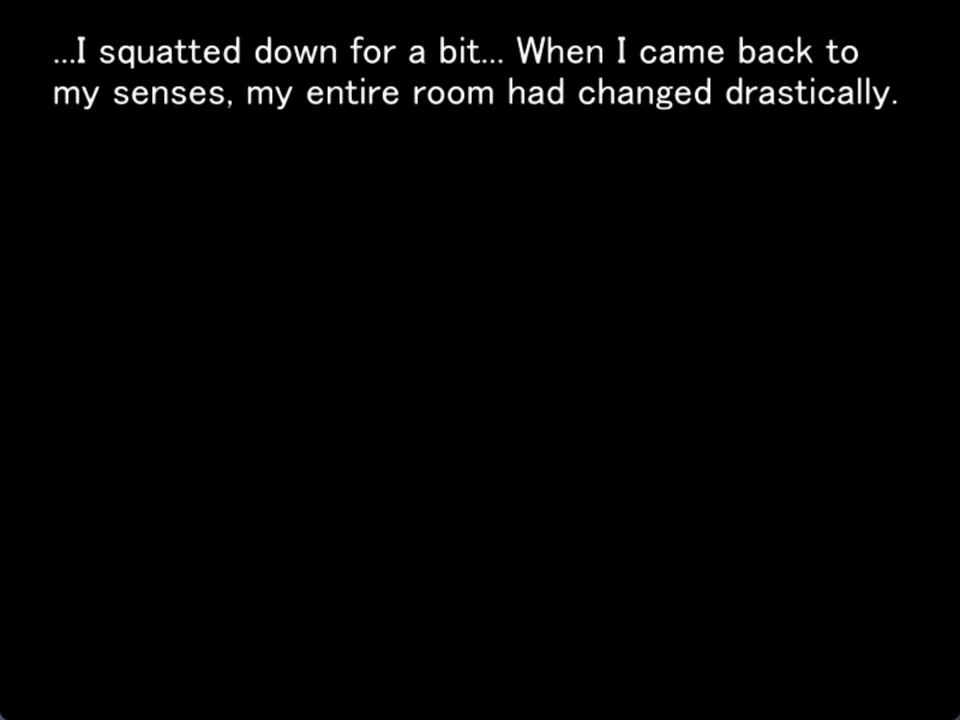 ...I squatted down for a bit... When I came back to
my senses, my entire room had changed drastically.